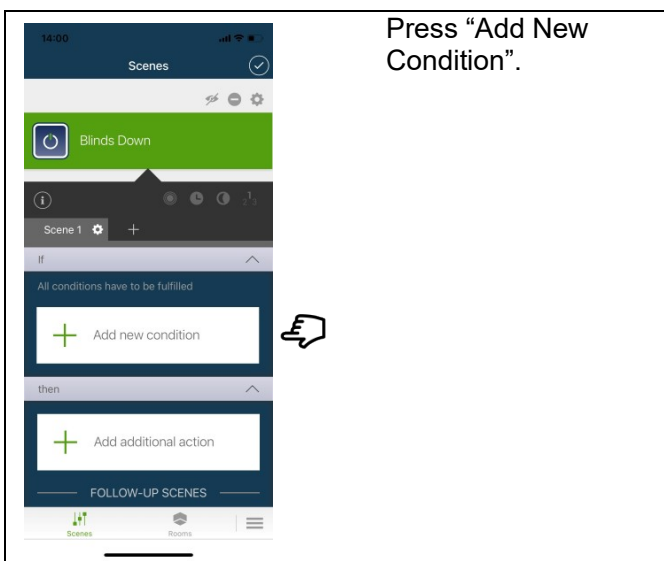 Press “Add New
Condition”.
14:00
Scenes
Blinds Down
Scene 1
If
All conditions have to be fulfilled
Add new condition
then
Add additional action
FOLLOW-UP SCENES
Scenes
Rooms